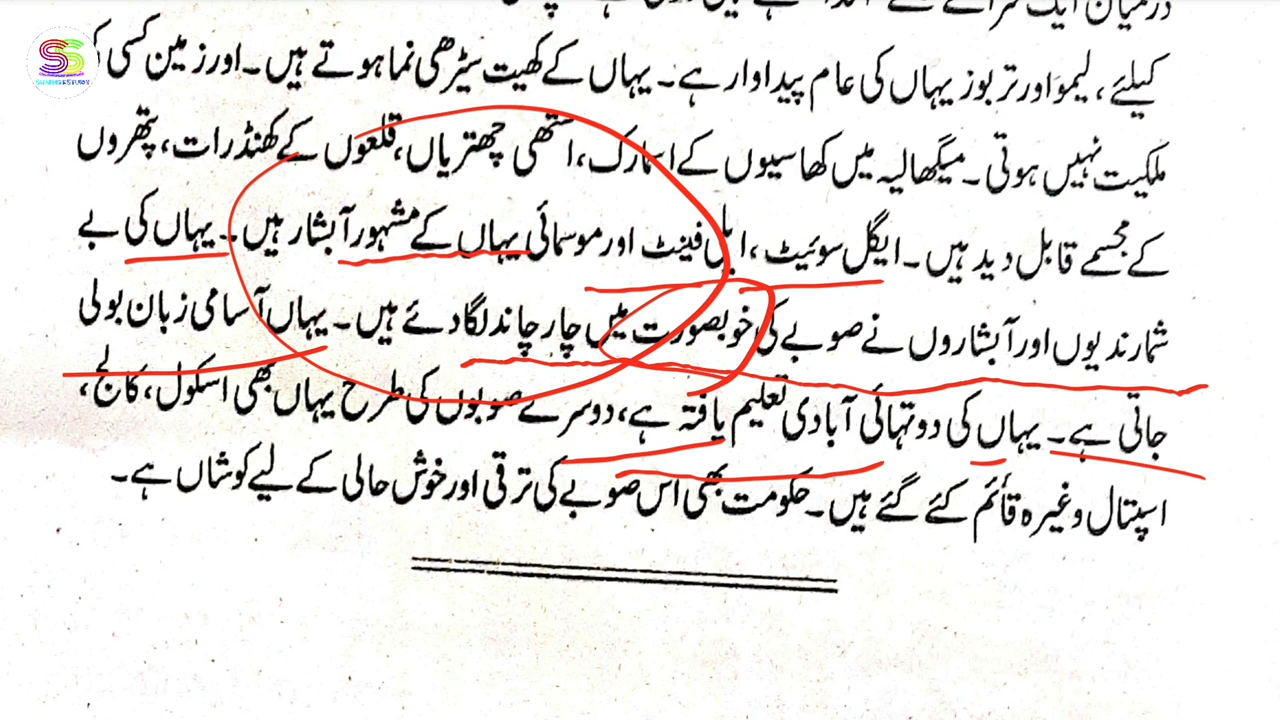 درمیان ایک
کیلئے، لیمو اور تربوز یہاں کی عام پیداوار ہے۔ یہاں کے کھیت سیڑھی نما ہوتے ہیں۔ اور زمین کسی کی
ملکیت نہیں ہوتی۔ میگھالیہ میں کھاسیوں کے اسمارک، استھی چھتریاں، قلعوں کے کھنڈرات، پتھروں
کے مجسمے قابل دید ہیں۔ ایگل سوئیٹ، ایلی فینٹ اور موسمائی یہاں کے مشہور آبشار ہیں۔ یہاں کی بے
شمار ندیوں اور آبشاروں نے صوبے کی خوبصورت میں چار چاند لگا دئے ہیں۔ یہاں آسامی زبان بولی
جاتی ہے۔ یہاں کی دو تہائی آبادی تعلیم یافتہ ہے، دوسرے صوبوں کی طرح یہاں بھی اسکول، کالج،
اسپتال وغیرہ قائم کئے گئے ہیں۔ حکومت بھی اس صوبے کی ترقی اور خوش حالی کے لیے کوشاں ہے۔